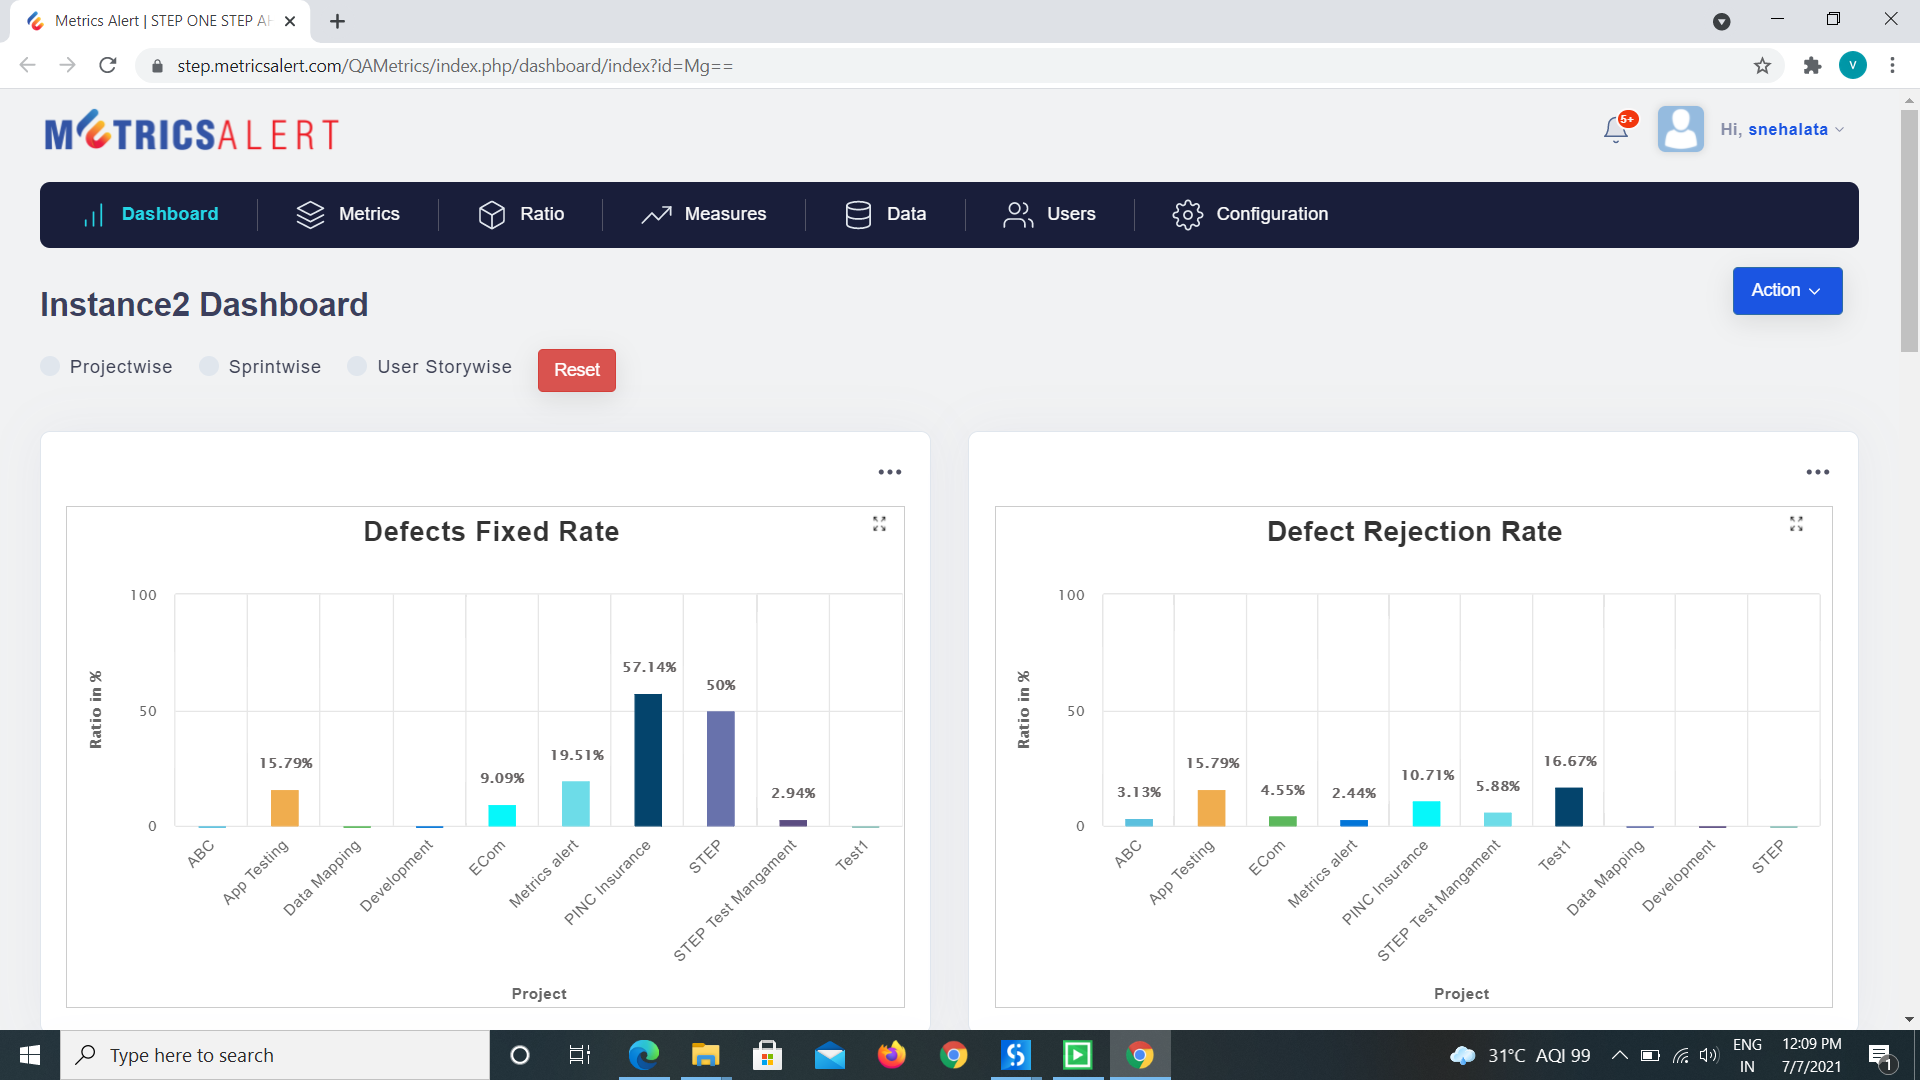 Metrics Alert | STEP ONE STEP AH
step.metricsalert.com/QAMetrics/index.php/dashboard/index?id=Mg==
V
METRICSALERT
5+
Hi, snehalata
Dashboard
Metrics
Ratio
Measures
Data
Users
Configuration
Instance2 Dashboard
Action
Projectwise
Sprintwise
User Storywise
Reset
Defects Fixed Rate
Ratio in %
100
50
0
15.79%
9.09%
19.51%
57.14%
50%
2.94%
ABC
App Testing
Data Mapping
Development
ECom
Metrics alert
PINC Insurance
STEP
STEP Test Mangament
Test1
Project
Defect Rejection Rate
Ratio in %
100
50
0
3.13%
15.79%
4.55%
2.44%
10.71%
5.88%
16.67%
ABC
App Testing
ECom
Metrics alert
PINC Insurance
STEP Test Mangament
Test1
Data Mapping
Development
STEP
Project
Type here to search
31°C AQI 99
ENG
IN
12:09 PM
7/7/2021
1